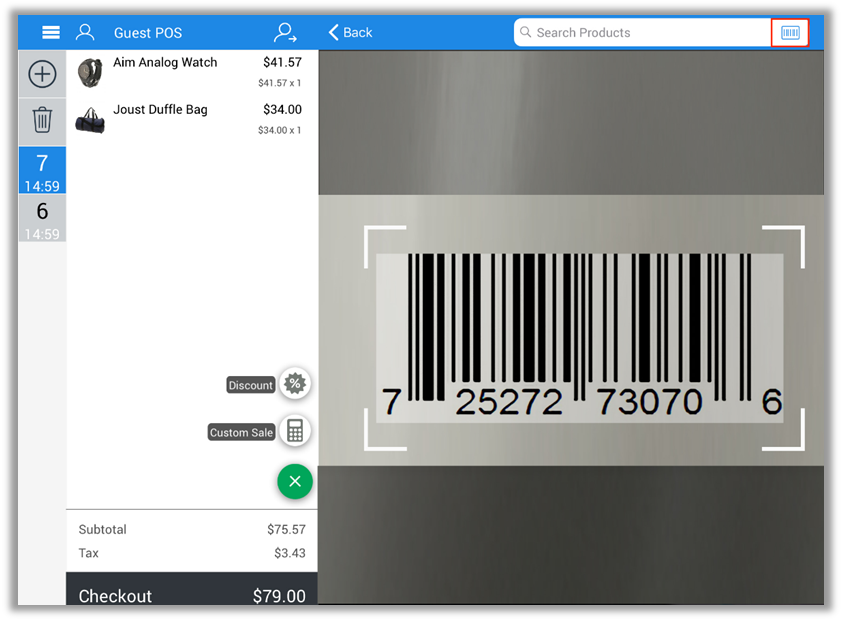 Guest POS
Back
Search Products
7
14:59
6
14:59
Aim Analog Watch $41.57
$41.57 x 1
Joust Duffle Bag $34.00
$34.00 x 1
Discount
%
Custom Sale
Subtotal $75.57
Tax $3.43
Checkout $79.00
7 25272 73070 6